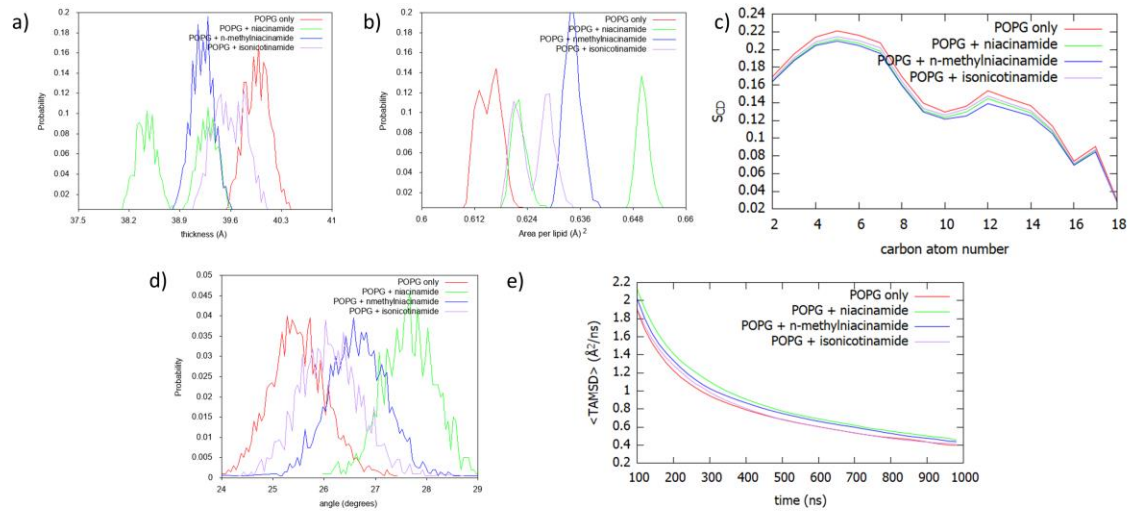 a)
POPG only
POPG + niacinamide
POPG + n-methylniacinamide
POPG + isonicotinamide
0.2
0.18
0.16
0.14
0.12
0.1
0.08
0.06
0.04
0.02
Probability
37.5 38.2 38.9 39.6 40.3 41
thickness (Å)
b)
POPG only
POPG + niacinamide
POPG + nmethylniacinamide
POPG + isonicotinamide
0.2
0.18
0.16
0.14
0.12
0.1
0.08
0.06
0.04
0.02
Probability
0.6 0.612 0.624 0.636 0.648 0.66
Area per lipid (Å) 2
c)
POPG only
POPG + niacinamide
POPG + n-methylniacinamide
POPG + isonicotinamide
0.24
0.22
0.20
0.18
0.16
0.14
0.12
0.10
0.08
0.06
0.04
0.02
SCD
2 4 6 8 10 12 14 16 18
carbon atom number
d)
POPG only
POPG + niacinamide
POPG + nmethylniacinamide
POPG + isonicotinamide
0.05
0.045
0.04
0.035
0.03
0.025
0.02
0.015
0.01
0.005
0
Probability
24 25 26 27 28 29
angle (degrees)
e)
POPG only
POPG + niacinamide
POPG + n-methylniacinamide
POPG + isonicotinamide
2.2
2
1.8
1.6
1.4
1.2
1
0.8
0.6
0.4
0.2
<TAMSD> (Å²/ns)
100 200 300 400 500 600 700 800 900 1000
time (ns)